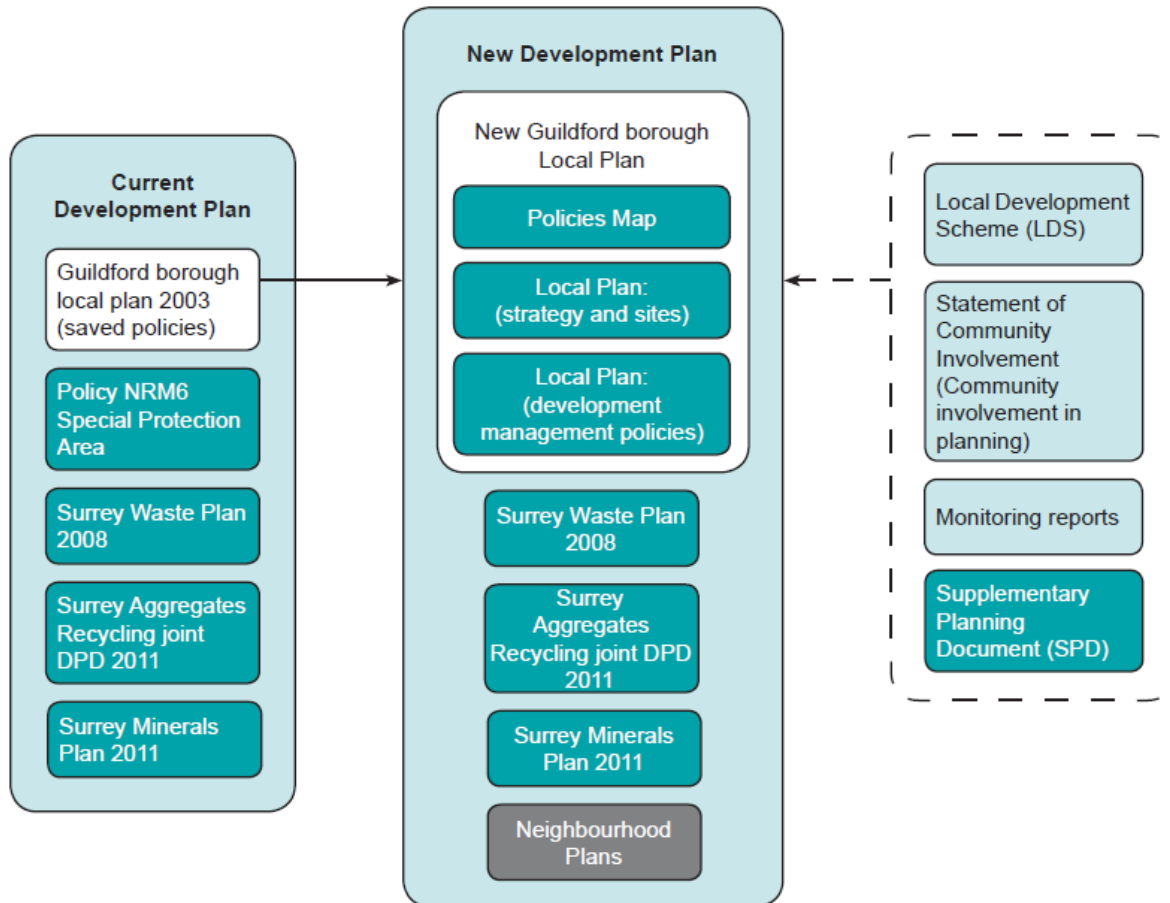 Current
Development Plan
Guildford borough
local plan 2003
(saved policies)
Policy NRM6
Special Protection
Area
Surrey Waste Plan
2008
Surrey Aggregates
Recycling joint
DPD 2011
Surrey Minerals
Plan 2011
New Development Plan
New Guildford borough
Local Plan
Policies Map
Local Plan:
(strategy and sites)
Local Plan:
(development
management policies)
Surrey Waste Plan
2008
Surrey
Aggregates
Recycling joint DPD
2011
Surrey Minerals
Plan 2011
Neighbourhood
Plans
Local Development
Scheme (LDS)
Statement of
Community
Involvement
(Community
involvement in
planning)
Monitoring reports
Supplementary
Planning
Document (SPD)